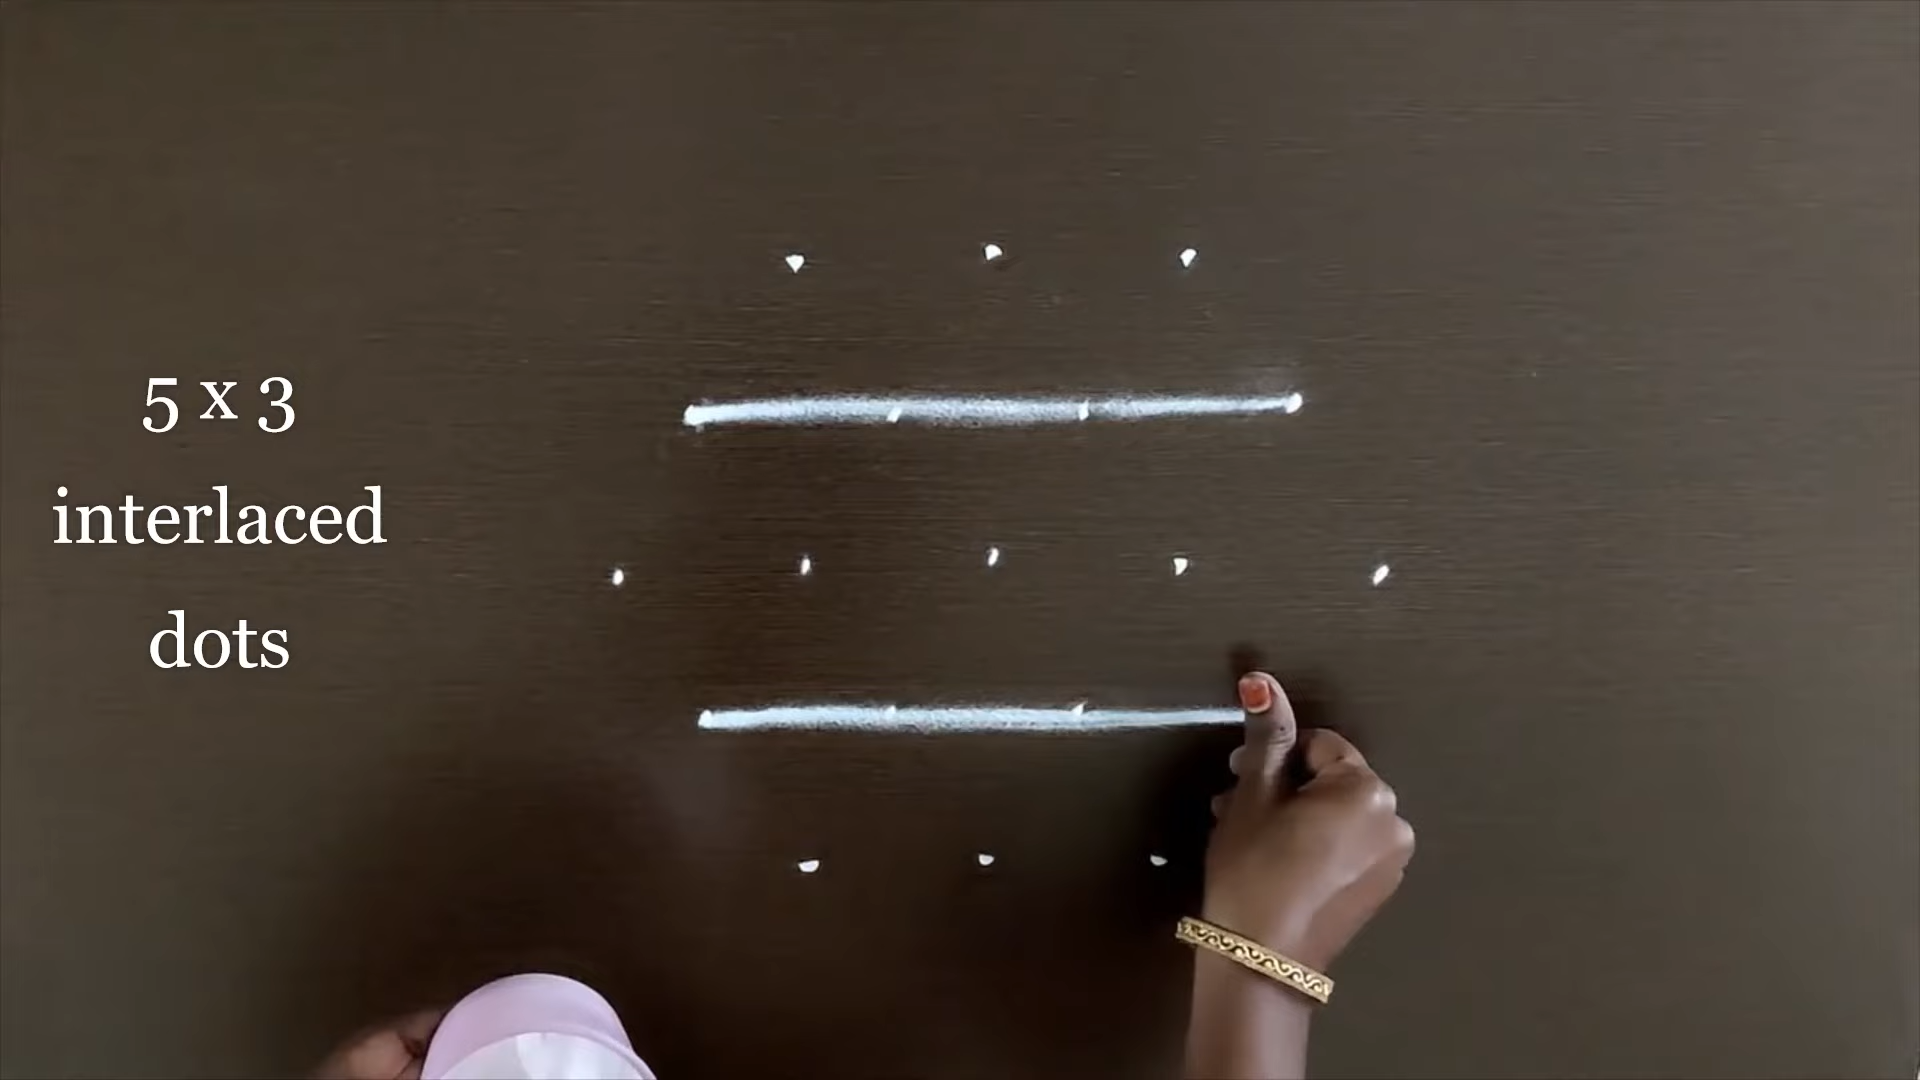 5 x 3
interlaced
dots